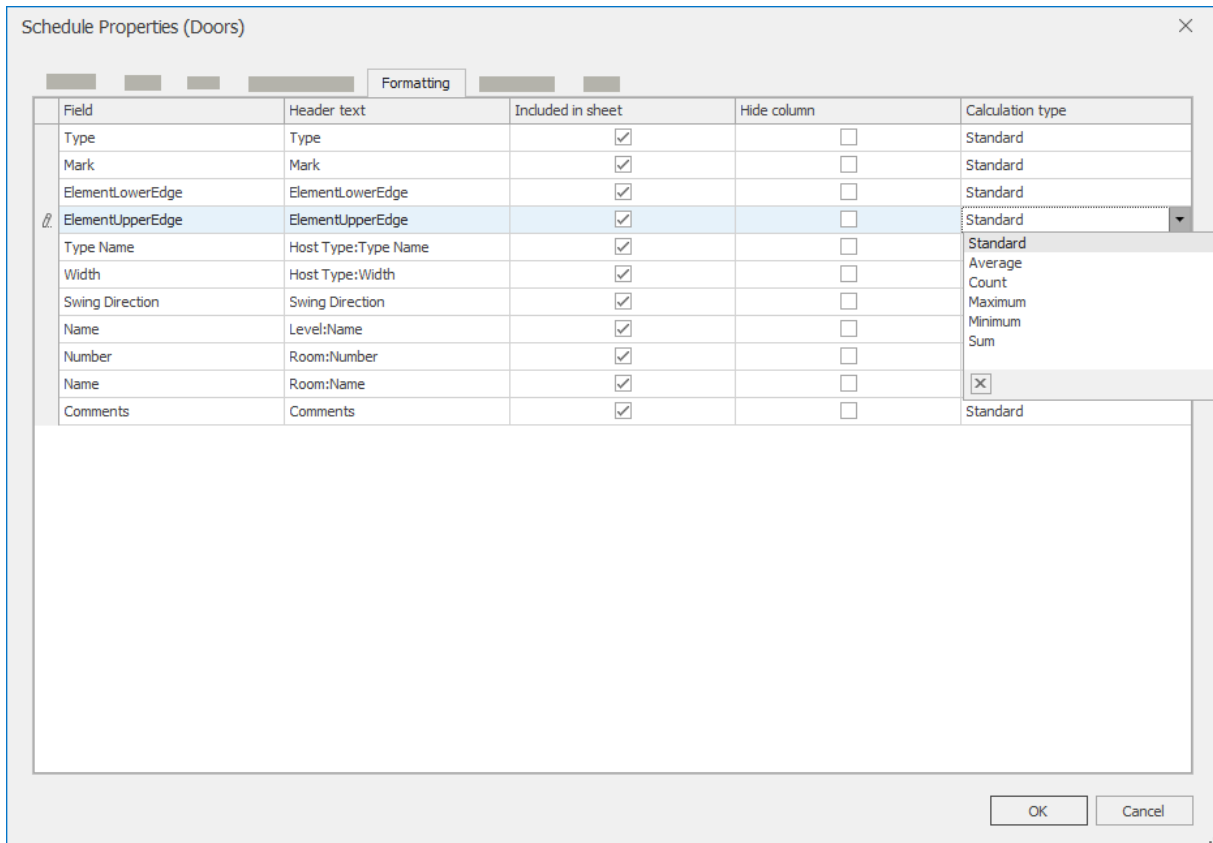 Schedule Properties (Doors)
Formatting
Field Header text Included in sheet Hide column Calculation type
Type Type Standard
Mark Mark Standard
ElementLowerEdge ElementLowerEdge Standard
ElementUpperEdge ElementUpperEdge Standard
Type Name Host Type:Type Name Standard
Width Host Type:Width Average
Swing Direction Swing Direction Count
Name Level:Name Maximum
Minimum
Number Room:Number Sum
Name Room:Name
Comments Comments Standard
OK Cancel